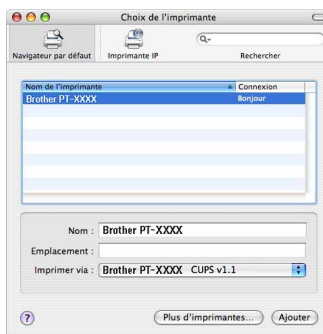 Choix de l'imprimante
Navigateur par défaut
Imprimante IP
Rechercher
Nom de l'imprimante
Connexion
Brother PT-XXXX
Bonjour
Nom : Brother PT-XXXX
Emplacement :
Imprimer via : Brother PT-XXXX CUPS v1.1
?
Plus d'imprimantes...
Ajouter